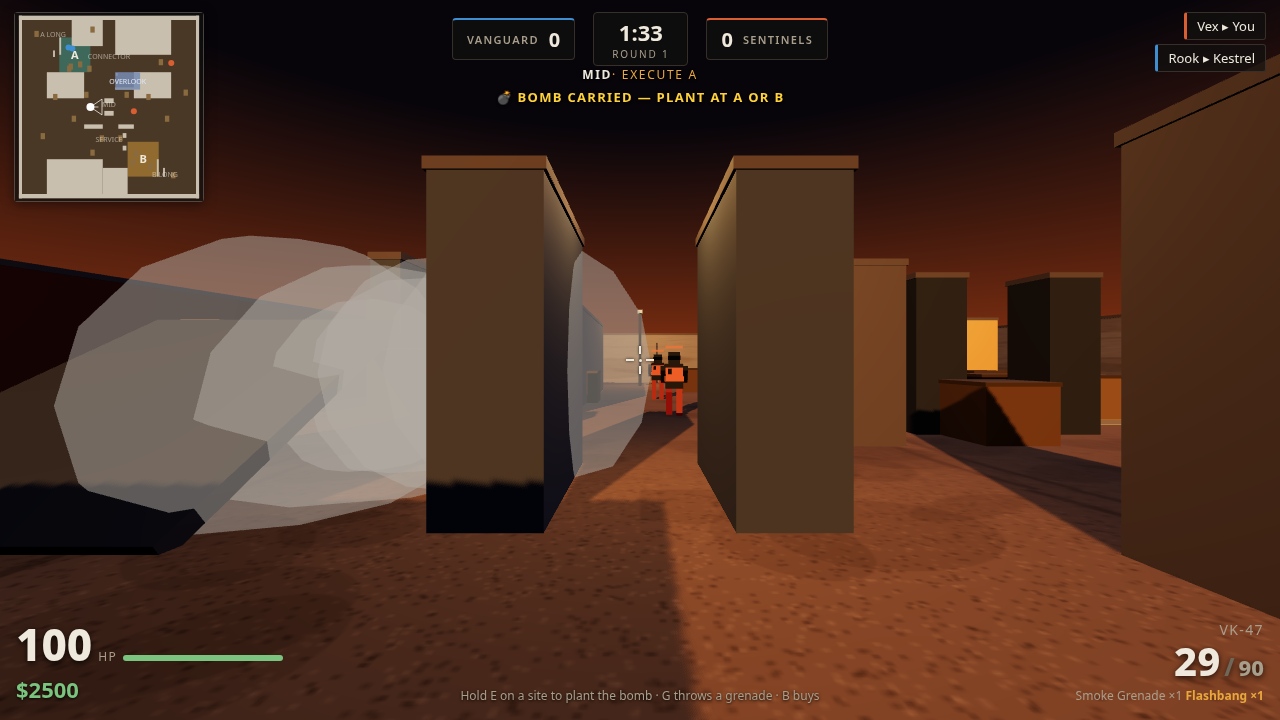 A LONG
A
CONNECTOR
OVERLOOK
MID
SERVICE
B
B LONG
VANGUARD 0
1:33
ROUND 1
0 SENTINELS
MID · EXECUTE A
💣 BOMB CARRIED — PLANT AT A OR B
Vex ▸ You
Rook ▸ Kestrel
100 HP
$2500
Hold E on a site to plant the bomb · G throws a grenade · B buys
VK-47
29 / 90
Smoke Grenade ×1 Flashbang ×1